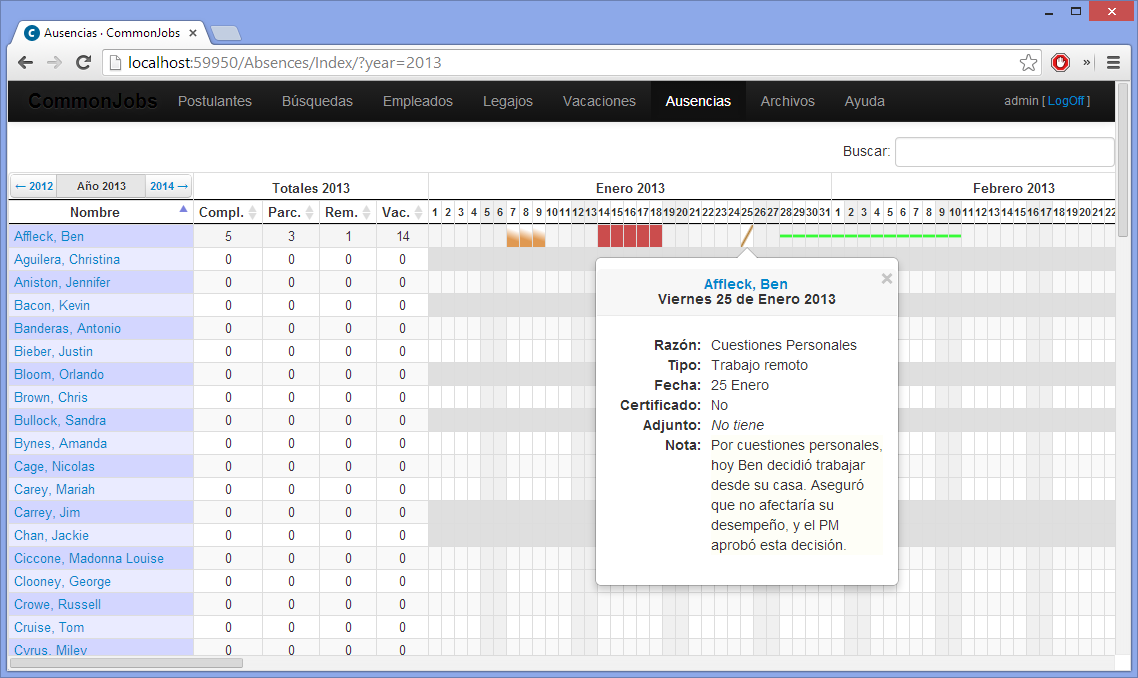 Ausencias · CommonJobs
localhost:59950/Absences/Index/?year=2013
CommonJobs Postulantes Búsquedas Empleados Legajos Vacaciones Ausencias Archivos Ayuda admin [ LogOff ]
Buscar:
← 2012 Año 2013 2014 → Totales 2013 Enero 2013 Febrero 2013
Nombre Compl. Parc. Rem. Vac. 1 2 3 4 5 6 7 8 9 10 11 12 13 14 15 16 17 18 19 20 21 22 23 24 25 26 27 28 29 30 31 1 2 3 4 5 6 7 8 9 10 11 12 13 14 15 16 17 18 19 20 21 22
Affleck, Ben 5 3 1 14
Aguilera, Christina 0 0 0 0
Aniston, Jennifer 0 0 0 0
Bacon, Kevin 0 0 0 0
Banderas, Antonio 0 0 0 0
Bieber, Justin 0 0 0 0
Bloom, Orlando 0 0 0 0
Brown, Chris 0 0 0 0
Bullock, Sandra 0 0 0 0
Bynes, Amanda 0 0 0 0
Cage, Nicolas 0 0 0 0
Carey, Mariah 0 0 0 0
Carrey, Jim 0 0 0 0
Chan, Jackie 0 0 0 0
Ciccone, Madonna Louise 0 0 0 0
Clooney, George 0 0 0 0
Crowe, Russell 0 0 0 0
Cruise, Tom 0 0 0 0
Cyrus, Miley 0 0 0 0
Affleck, Ben
Viernes 25 de Enero 2013
Razón: Cuestiones Personales
Tipo: Trabajo remoto
Fecha: 25 Enero
Certificado: No
Adjunto: No tiene
Nota: Por cuestiones personales,
hoy Ben decidió trabajar
desde su casa. Aseguró
que no afectaría su
desempeño, y el PM
aprobó esta decisión.